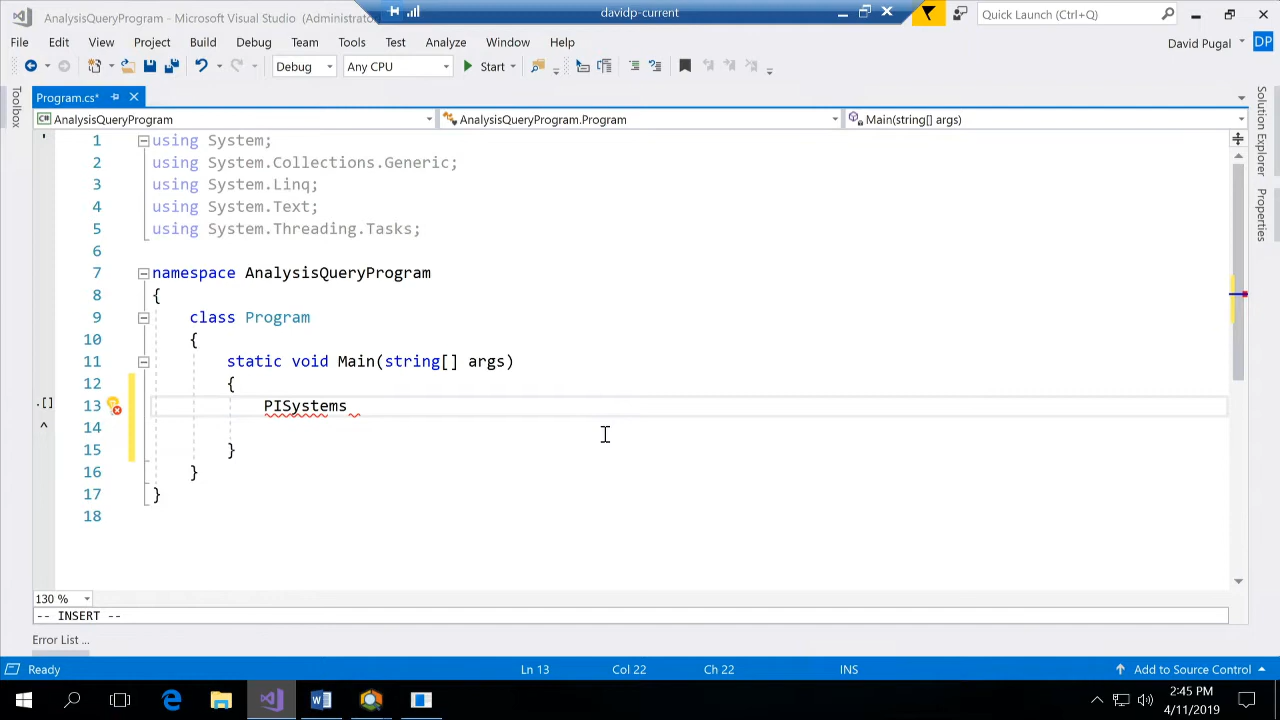 AnalysisQueryProgram - Microsoft Visual Studio (Administrato
davidp-current
Quick Launch (Ctrl+Q)
File Edit View Project Build Debug Team Tools Test Analyze Window Help
David Pugal DP
Debug Any CPU Start
Program.cs*
AnalysisQueryProgram AnalysisQueryProgram.Program Main(string[] args)
Toolbox
Solution Explorer
Properties
1 using System;
2 using System.Collections.Generic;
3 using System.Linq;
4 using System.Text;
5 using System.Threading.Tasks;
6
7 namespace AnalysisQueryProgram
8 {
9 class Program
10 {
11 static void Main(string[] args)
12 {
.[] 13 PISystems
^ 14
15 }
16 }
17 }
18
130 %
-- INSERT --
Error List ...
Ready Ln 13 Col 22 Ch 22 INS Add to Source Control
2:45 PM
4/11/2019